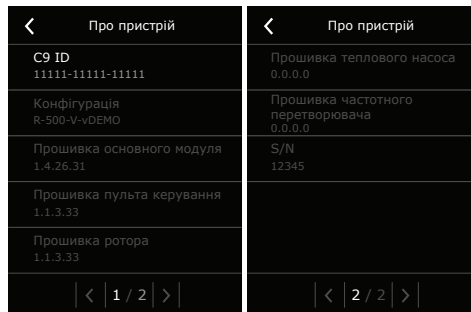 Про пристрій
C9 ID
11111-11111-11111
Конфігурація
R-500-V-vDEMO
Прошивка основного модуля
1.4.26.31
Прошивка пульта керування
1.1.3.33
Прошивка ротора
1.1.3.33
1 / 2
Про пристрій
Прошивка теплового насоса
0.0.0.0
Прошивка частотного
перетворювача
0.0.0.0
S/N
12345
2 / 2